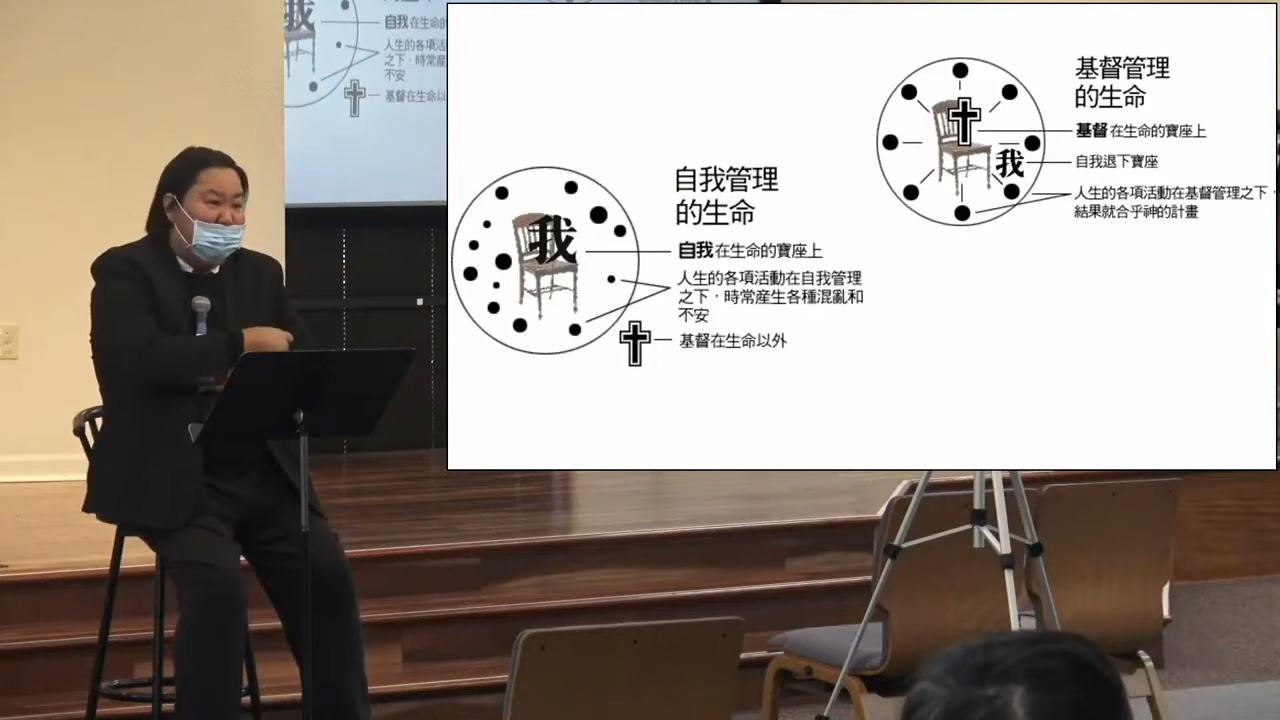 我
自我在生命的
人生的各項活
之下，時常產
不安
基督在生命以
自我管理
的生命
我
自我在生命的寶座上
人生的各項活動在自我管理
之下，時常產生各種混亂和
不安
基督在生命以外
基督管理
的生命
基督在生命的寶座上
我
自我退下寶座
人生的各項活動在基督管理之下，
結果就合乎神的計畫